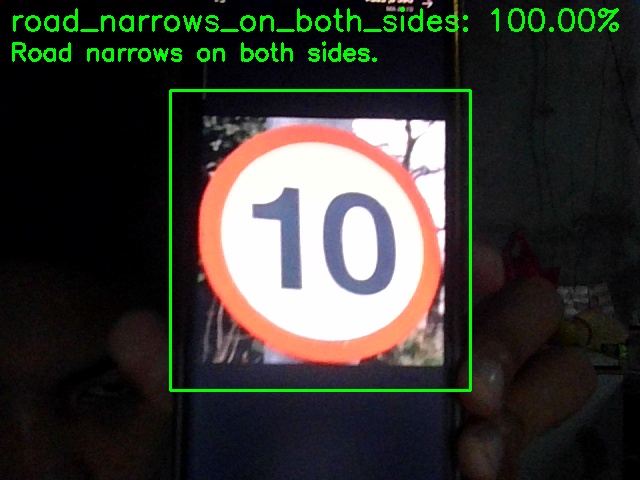 road_narrows_on_both_sides: 100.00%
Road narrows on both sides.
10